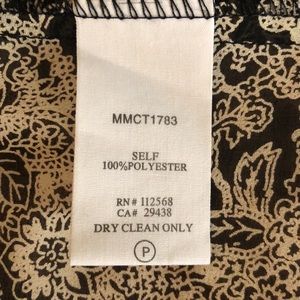 MMCT1783
SELF
100%POLYESTER
RN# 112568
CA# 29438
DRY CLEAN ONLY
P